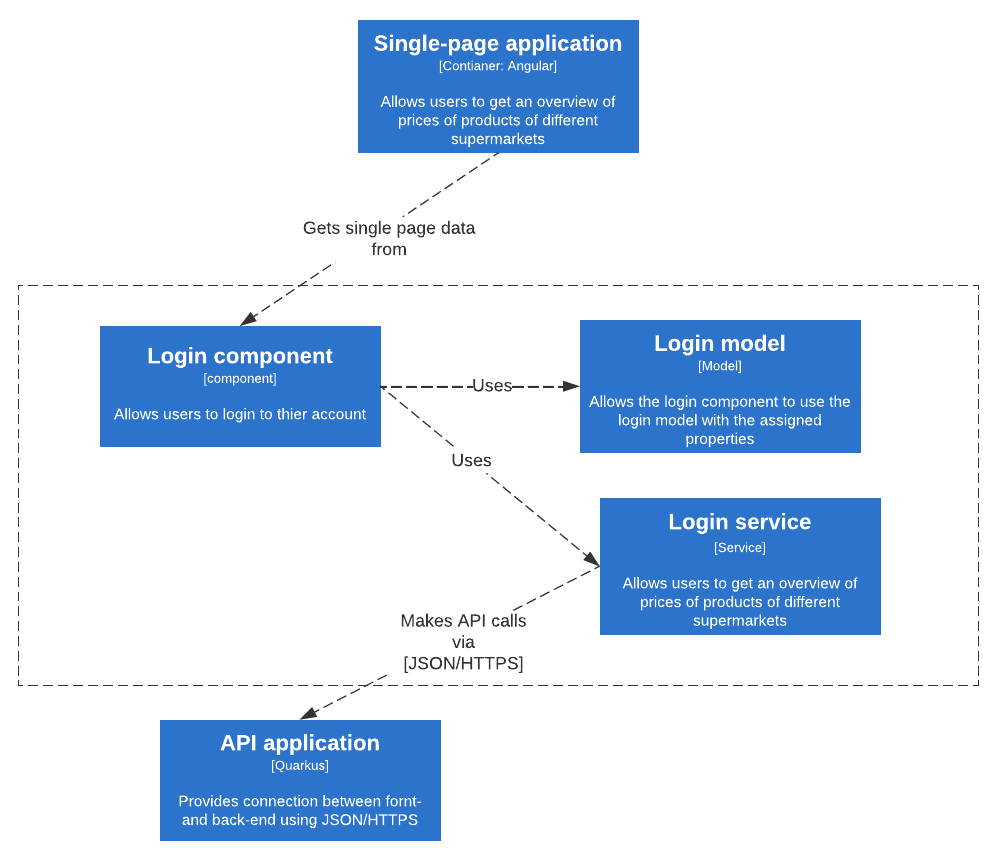 Single-page application
[Contianer: Angular]
Allows users to get an overview of
prices of products of different
supermarkets
Gets single page data
from
Login component
[component]
Allows users to login to thier account
Uses
Login model
[Model]
Allows the login component to use the
login model with the assigned
properties
Uses
Login service
[Service]
Allows users to get an overview of
prices of products of different
supermarkets
Makes API calls
via
[JSON/HTTPS]
API application
[Quarkus]
Provides connection between fornt-
and back-end using JSON/HTTPS